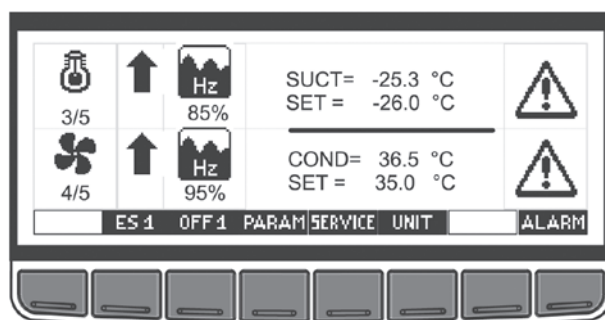 Hz
SUCT= -25.3 °C
3/5
85%
SET = -26.0 °C
Hz
COND= 36.5 °C
4/5
95%
SET = 35.0 °C
ES 1 OFF 1 PARAM SERVICE UNIT ALARM